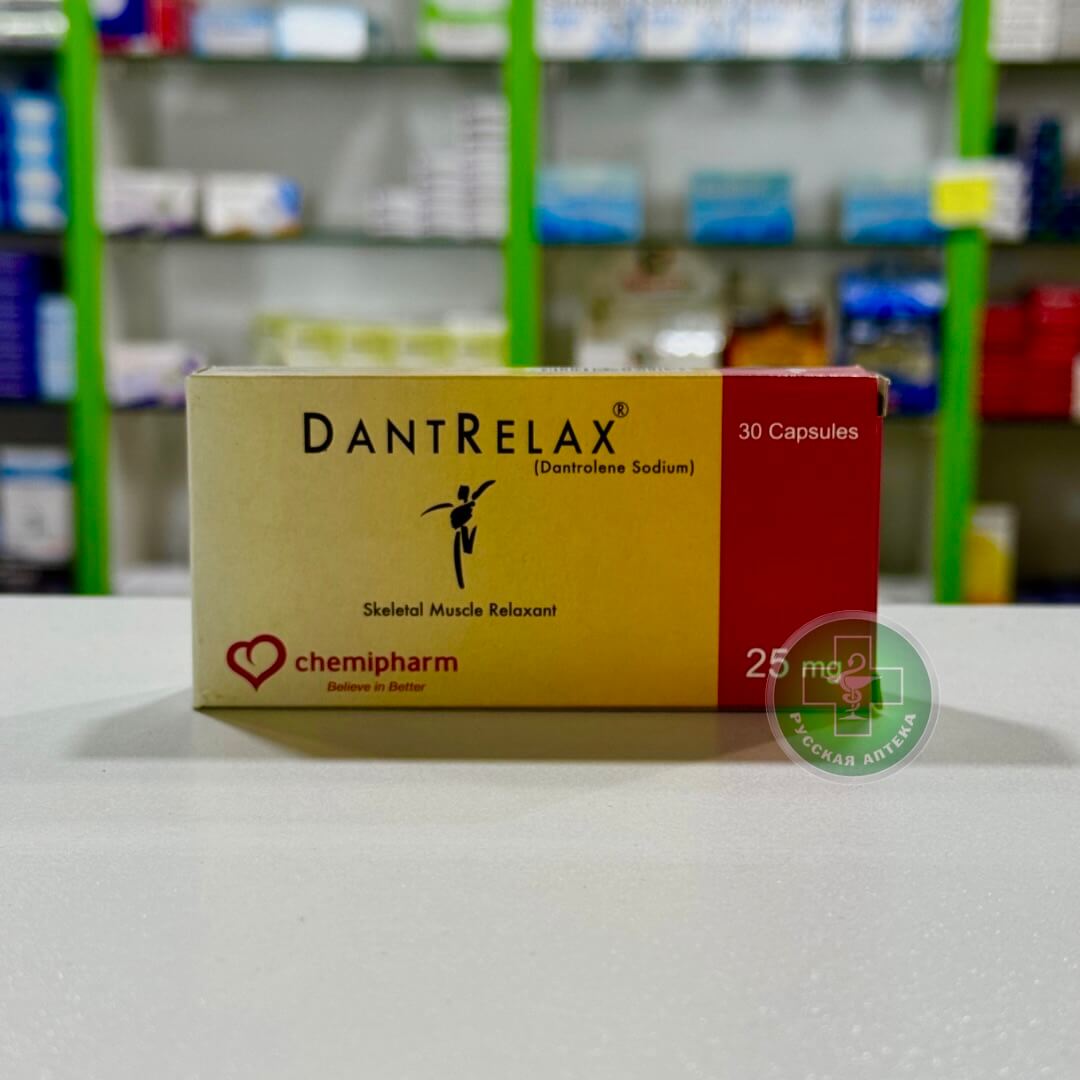 DANTRELAX®
(Dantrolene Sodium)
Skeletal Muscle Relaxant
chemipharm
Believe in Better
30 Capsules
25 mg
РУССКАЯ АПТЕКА